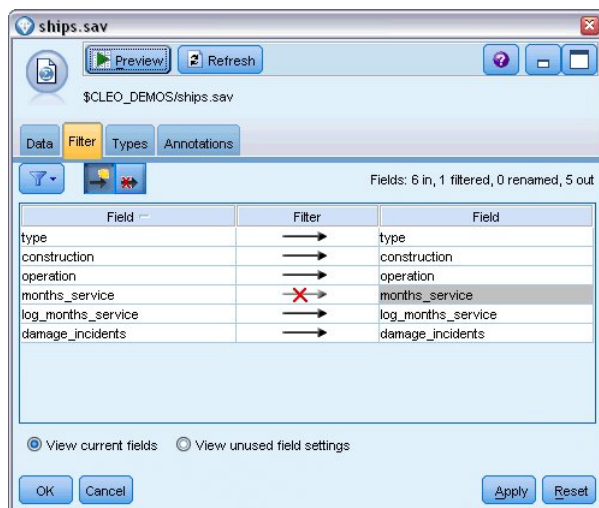 ships.sav
Preview Refresh
$CLEO_DEMOS/ships.sav
Data Filter Types Annotations
Fields: 6 in, 1 filtered, 0 renamed, 5 out
Field Filter Field
type type
construction construction
operation operation
months_service months_service
log_months_service log_months_service
damage_incidents damage_incidents
View current fields View unused field settings
OK Cancel Apply Reset